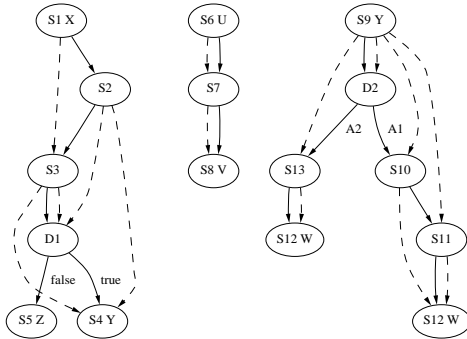 S1 X
S6 U
S9 Y
S2
S7
D2
A2
A1
S3
S8 V
S13
S10
D1
S12 W
S11
false
true
S5 Z
S4 Y
S12 W